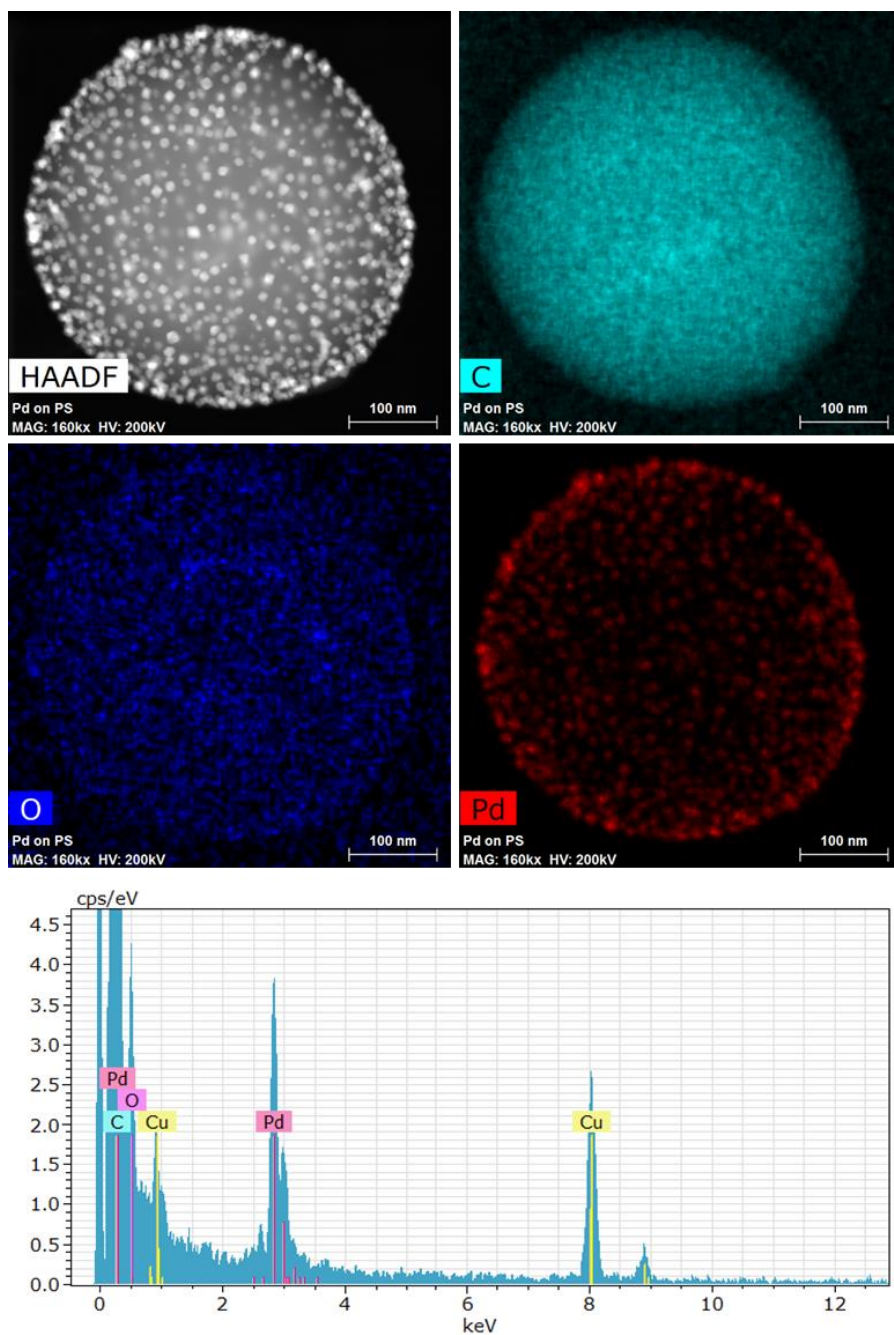 HAADF
Pd on PS
MAG: 160kx HV: 200kV
100 nm
C
Pd on PS
MAG: 160kx HV: 200kV
100 nm
O
Pd on PS
MAG: 160kx HV: 200kV
100 nm
Pd
Pd on PS
MAG: 160kx HV: 200kV
100 nm
cps/eV
4.5
4.0
3.5
3.0
2.5
2.0
1.5
1.0
0.5
0.0
Pd
O
C
Cu
Pd
Cu
0 2 4 6 8 10 12
keV